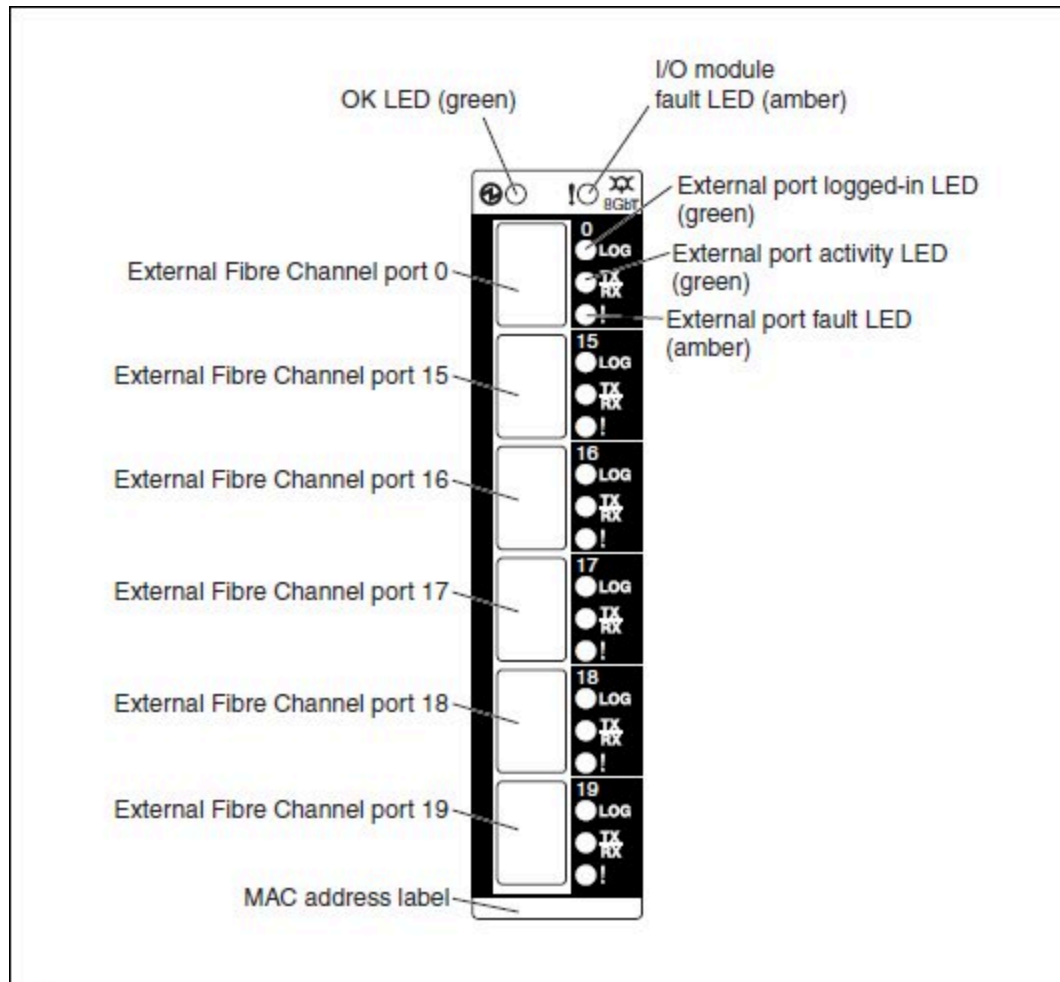 OK LED (green)
I/O module
fault LED (amber)
!
8Gb
0
LOG
TX
RX
!
External port logged-in LED
(green)
External port activity LED
(green)
External port fault LED
(amber)
External Fibre Channel port 0
15
LOG
TX
RX
!
External Fibre Channel port 15
16
LOG
TX
RX
!
External Fibre Channel port 16
17
LOG
TX
RX
!
External Fibre Channel port 17
18
LOG
TX
RX
!
External Fibre Channel port 18
19
LOG
TX
RX
!
External Fibre Channel port 19
MAC address label